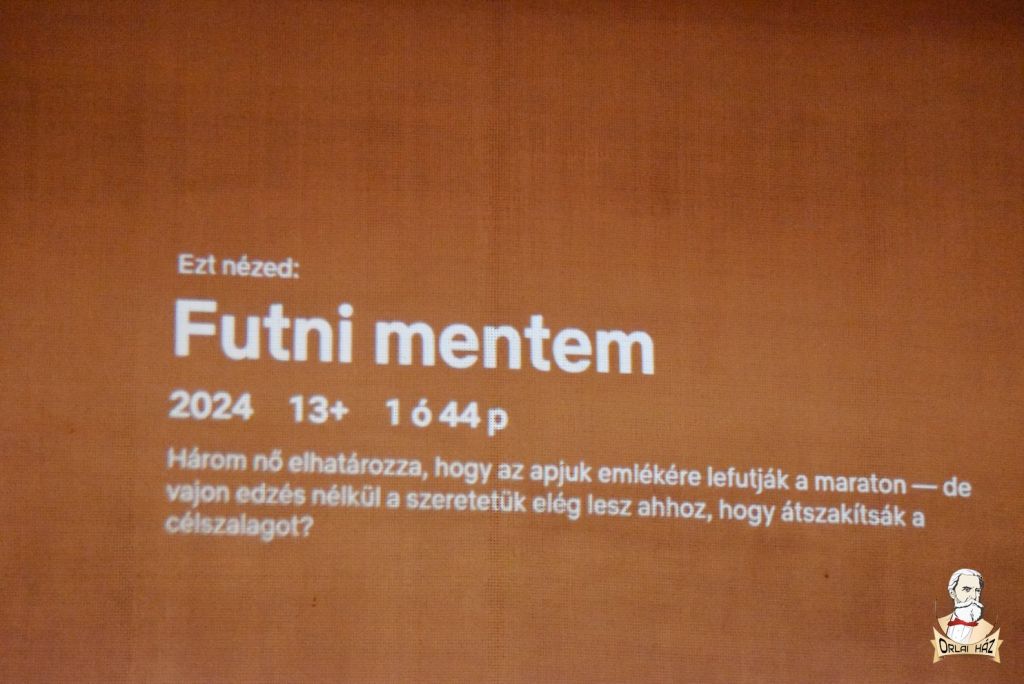 Ezt nézed:
Futni mentem
2024 13+ 1 ó 44 p
Három nő elhatározza, hogy az apjuk emlékére lefutják a maraton — de
vajon edzés nélkül a szeretetük elég lesz ahhoz, hogy átszakítsák a
célszalagot?
ORLAI HÁZ